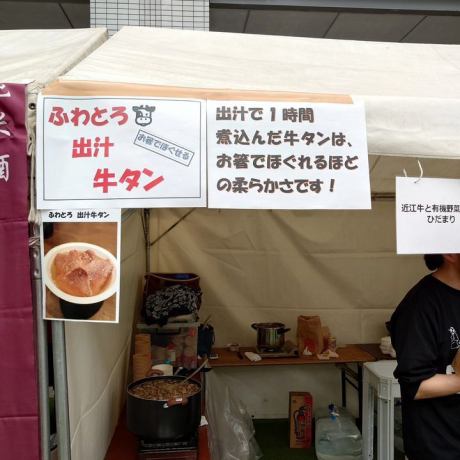 ふわとろ
出汁
牛タン
お箸でほぐせる
出汁で1時間
煮込んだ牛タンは、
お箸でほぐれるほど
の柔らかさです！
ふわとろ 出汁牛タン
近江牛と有機野菜
ひだまり
酒